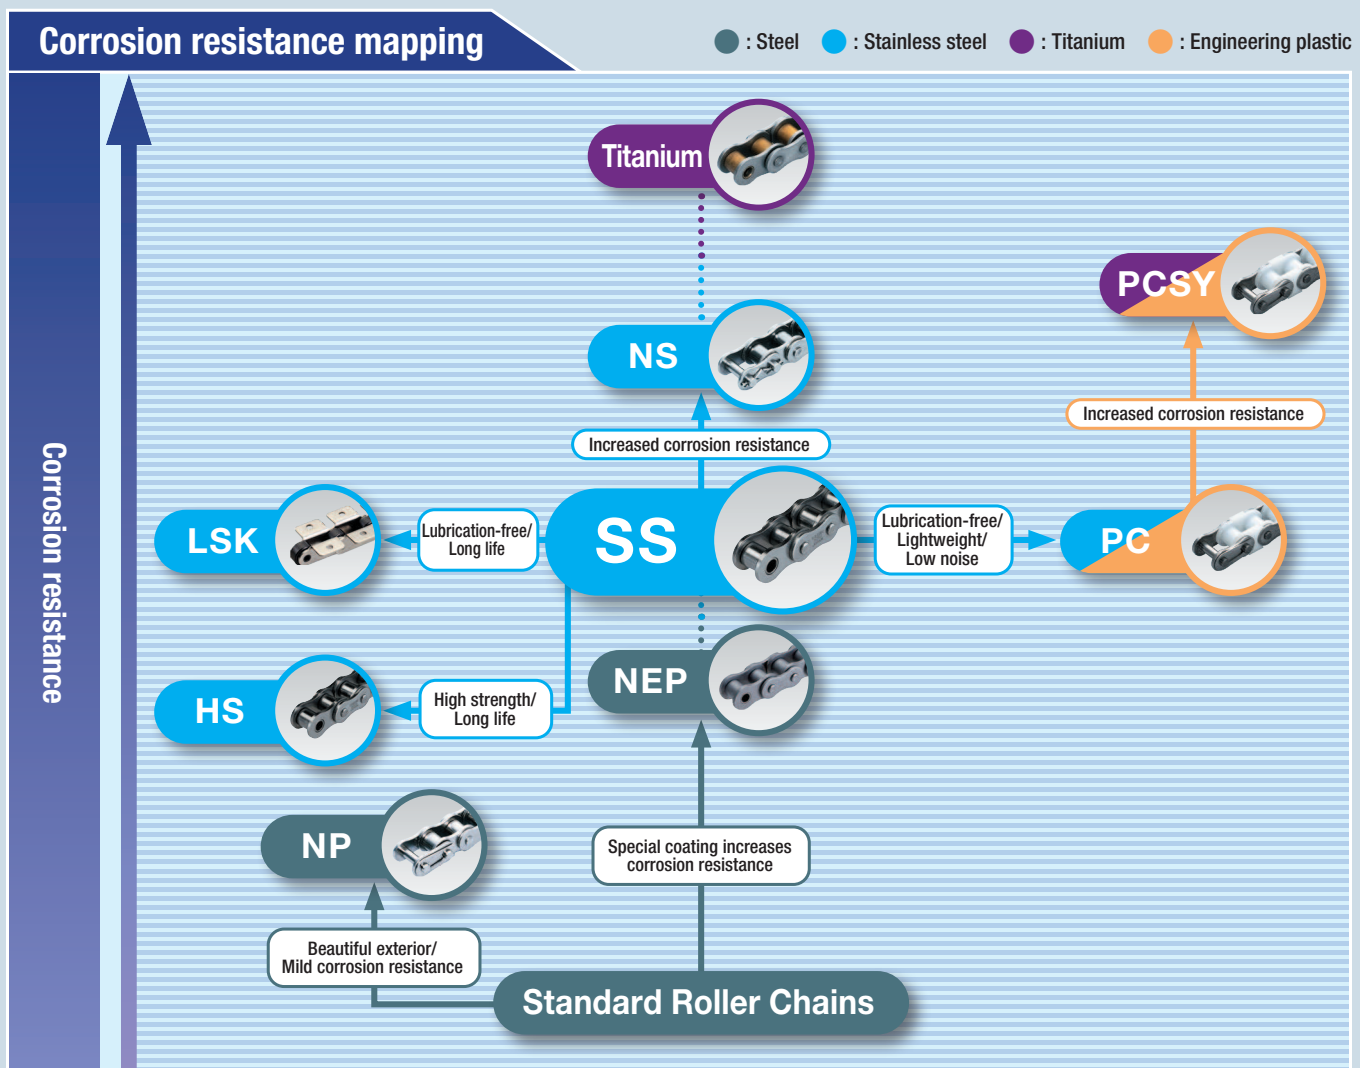 Corrosion resistance mapping
: Steel
: Stainless steel
: Titanium
: Engineering plastic
Corrosion resistance
Titanium
PCSY
NS
Increased corrosion resistance
Increased corrosion resistance
LSK
Lubrication-free/
Long life
SS
Lubrication-free/
Lightweight/
Low noise
PC
HS
High strength/
Long life
NEP
NP
Special coating increases
corrosion resistance
Beautiful exterior/
Mild corrosion resistance
Standard Roller Chains